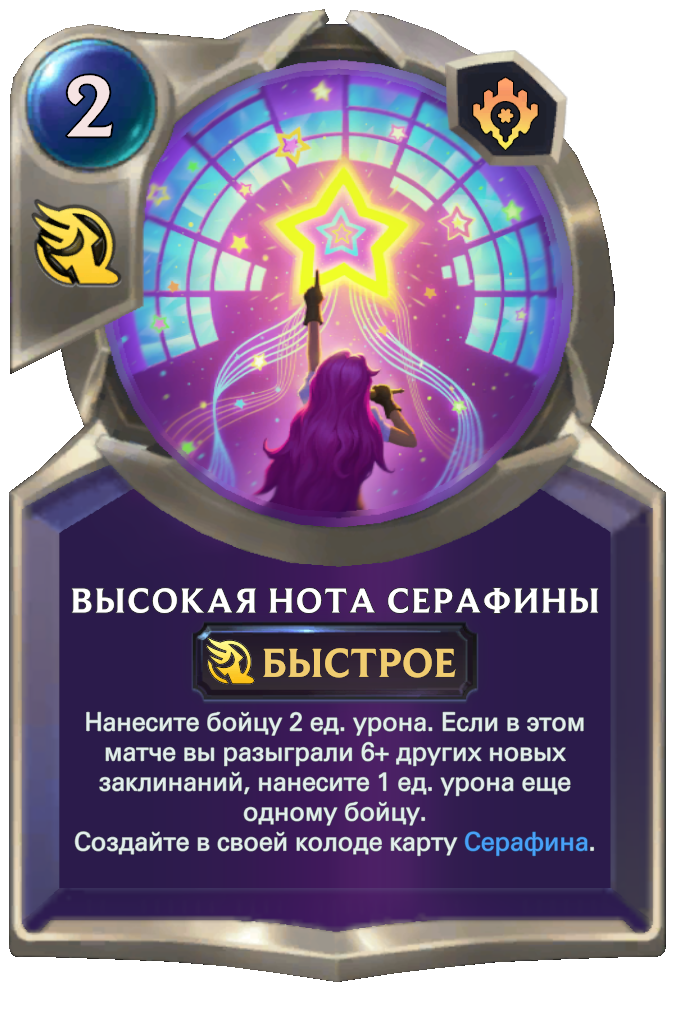 2
ВЫСОКАЯ НОТА СЕРАФИНЫ
БЫСТРОЕ
Нанесите бойцу 2 ед. урона. Если в этом
матче вы разыграли 6+ других новых
заклинаний, нанесите 1 ед. урона еще
одному бойцу.
Создайте в своей колоде карту Серафина.